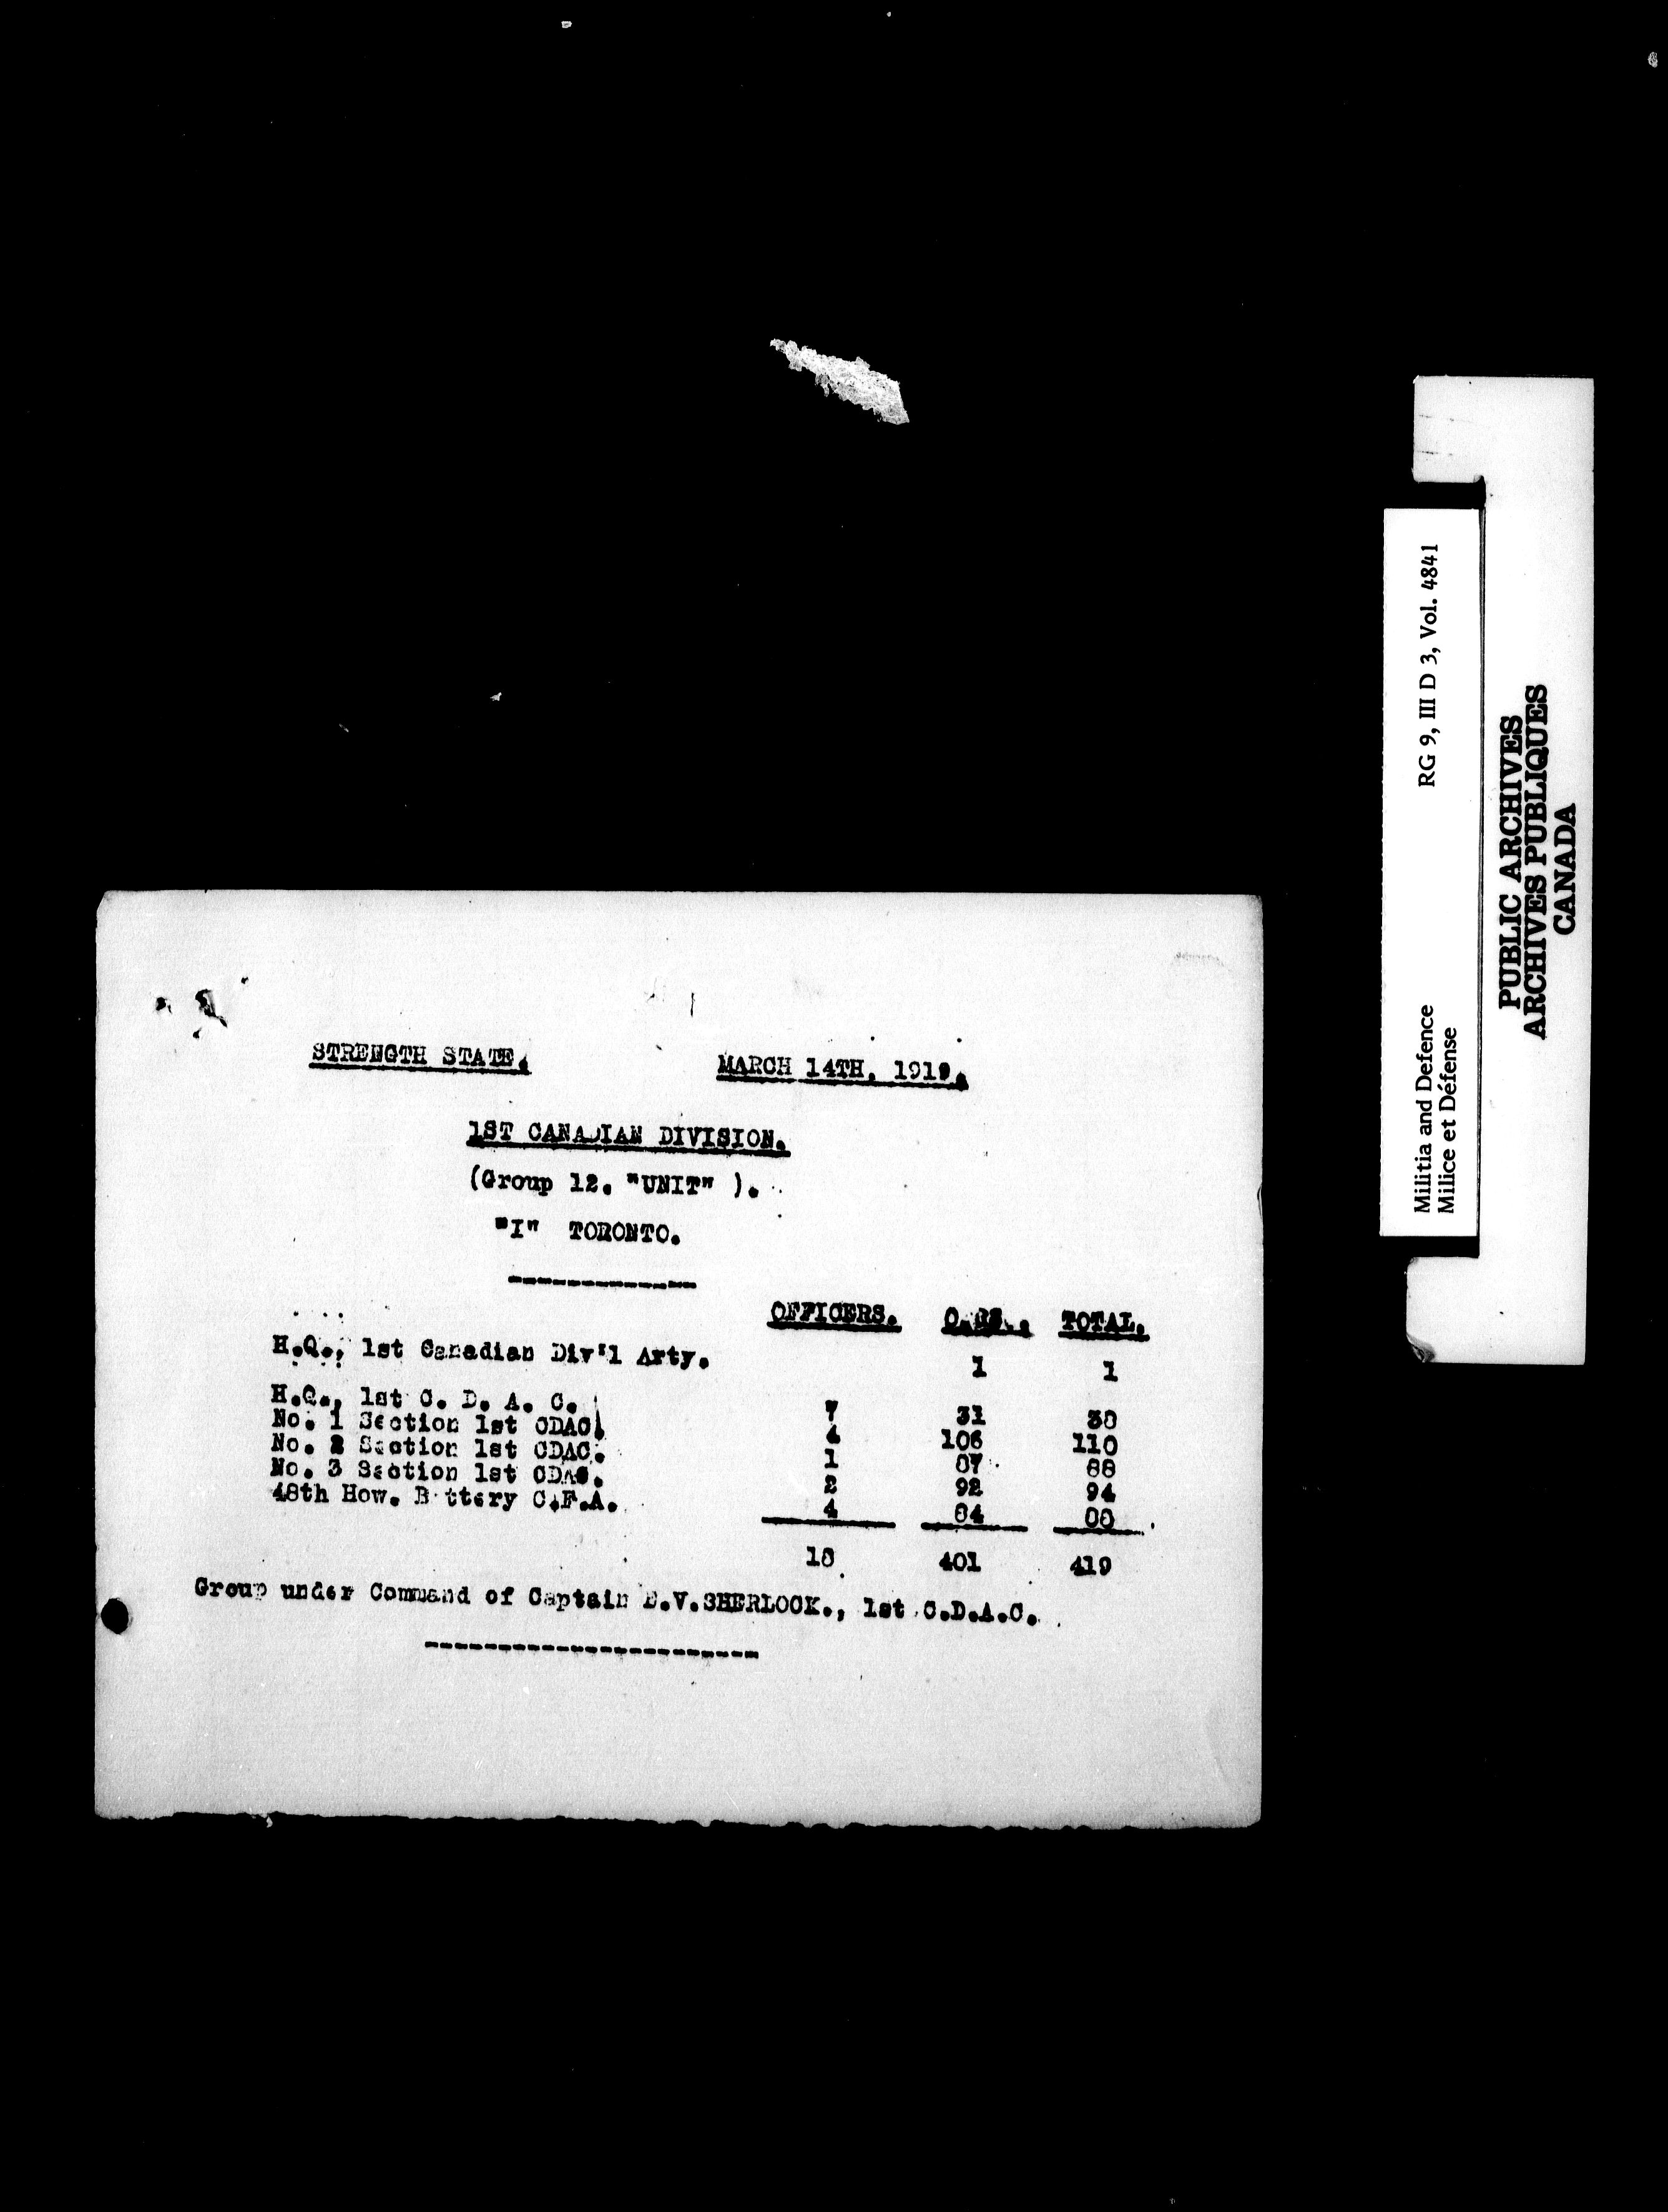 STRENGTH STATE. MARCH 14TH. 1919.
1ST CANADIAN DIVISION.
(Group 12. "UNIT" ).
"I" TORONTO.
OFFICERS. O.RS.. TOTAL.
H.Q., 1st Canadian Div'l Arty. 1 1
H.Q., 1st C. D. A. C. 7 31 38
No. 1 Section 1st CDAC. 4 106 110
No. 2 Section 1st CDAC. 1 87 88
No. 3 Section 1st CDAC. 2 92 94
48th How. Battery C.F.A. 4 84 88
18 401 419
Group under Command of Captain E.V.SHERLOCK., 1st C.D.A.C.
Militia and Defence RG 9, III D 3, Vol. 4841
Milice et Défense
PUBLIC ARCHIVES
ARCHIVES PUBLIQUES
CANADA